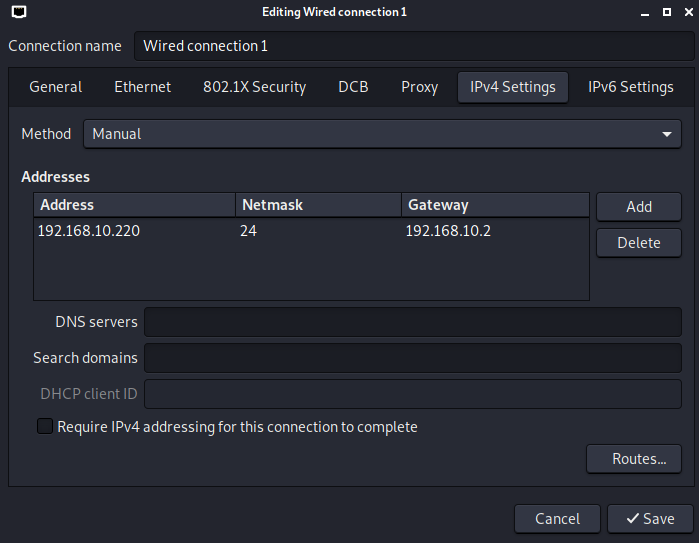 Editing Wired connection 1
Connection name Wired connection 1
General Ethernet 802.1X Security DCB Proxy IPv4 Settings IPv6 Settings
Method Manual
Addresses
Address Netmask Gateway Add
192.168.10.220 24 192.168.10.2
Delete
DNS servers
Search domains
DHCP client ID
Require IPv4 addressing for this connection to complete
Routes...
Cancel Save